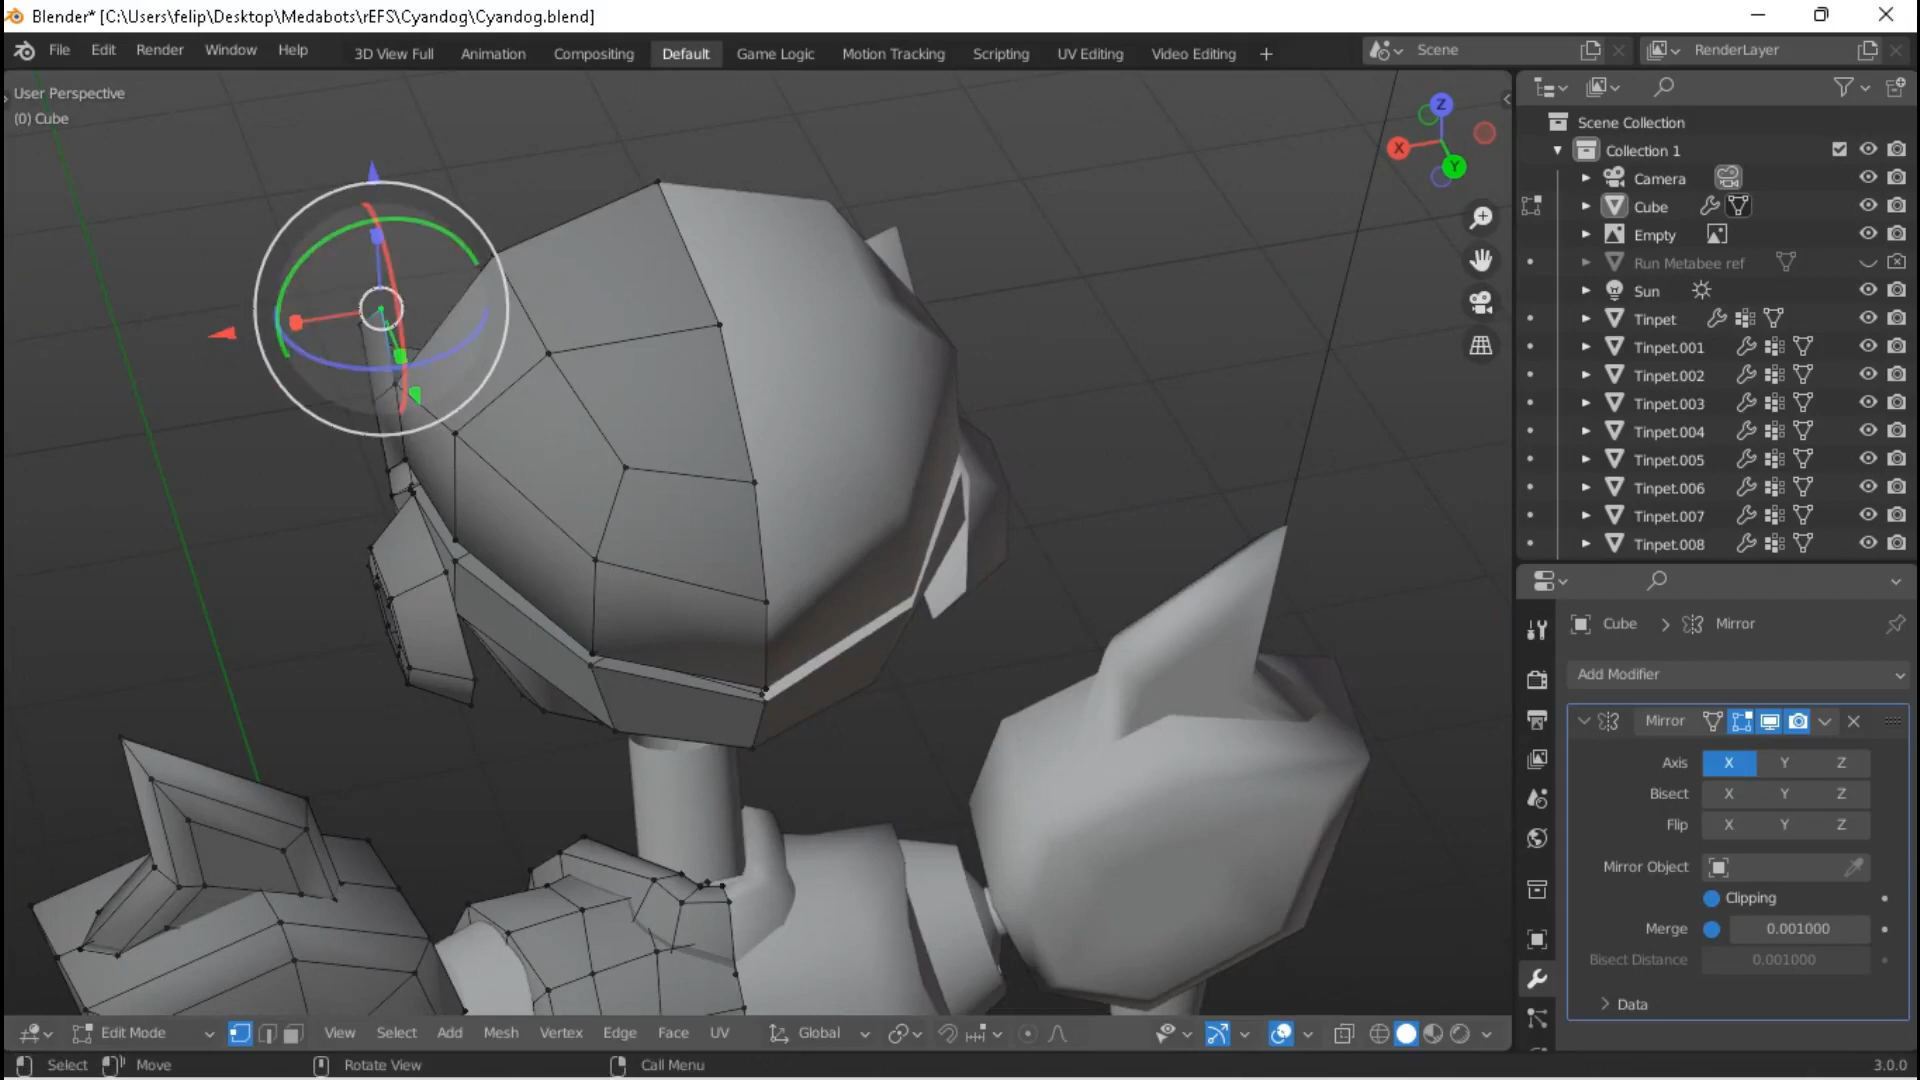 Blender* [C:\Users\felip\Desktop\Medabots\rEFS\Cyandog\Cyandog.blend]
File Edit Render Window Help 3D View Full Animation Compositing Default Game Logic Motion Tracking Scripting UV Editing Video Editing + Scene RenderLayer
User Perspective
(0) Cube
Z
X
Y
Scene Collection
Collection 1
Camera
Cube
Empty
Run Metabee ref
Sun
Tinpet
Tinpet.001
Tinpet.002
Tinpet.003
Tinpet.004
Tinpet.005
Tinpet.006
Tinpet.007
Tinpet.008
Cube > Mirror
Add Modifier
Mirror
Axis X Y Z
Bisect X Y Z
Flip X Y Z
Mirror Object
Clipping
Merge 0.001000
Bisect Distance 0.001000
Data
Edit Mode View Select Add Mesh Vertex Edge Face UV Global
Select Move Rotate View Call Menu 3.0.0